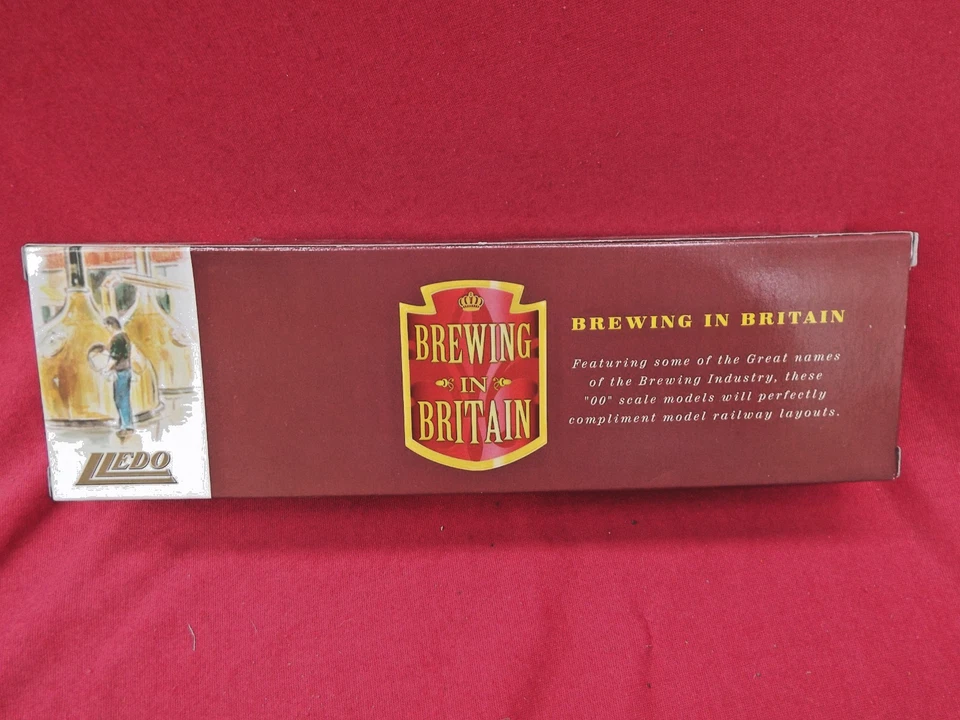 LLEDO
BREWING
IN
BRITAIN
BREWING IN BRITAIN
Featuring some of the Great names
of the Brewing Industry, these
"00" scale models will perfectly
compliment model railway layouts.